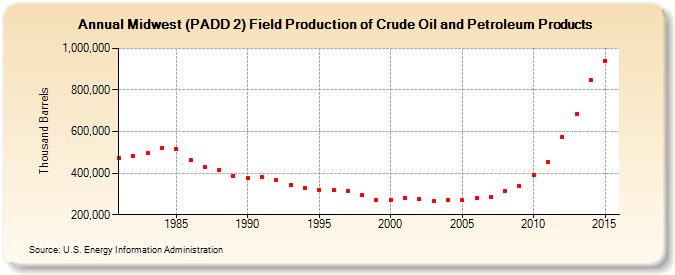 Annual Midwest (PADD 2) Field Production of Crude Oil and Petroleum Products
Thousand Barrels
1,000,000
800,000
600,000
400,000
200,000
1985 1990 1995 2000 2005 2010 2015
Source: U.S. Energy Information Administration